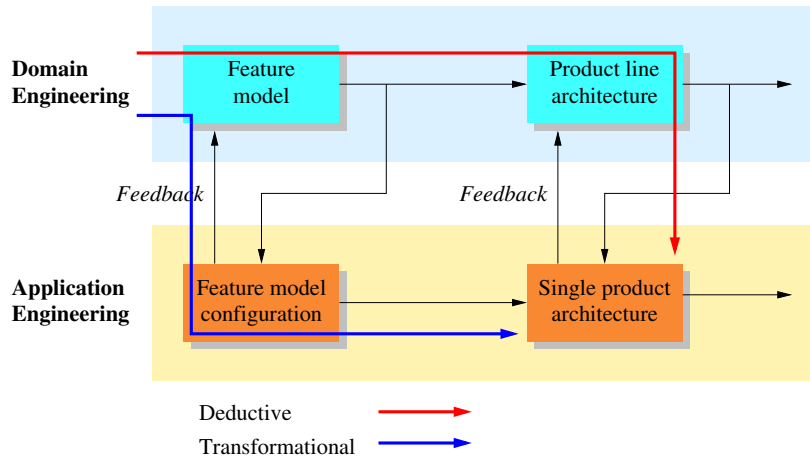 Domain
Engineering
Feature
model
Product line
architecture
Feedback
Feedback
Application
Engineering
Feature model
configuration
Single product
architecture
Deductive
Transformational